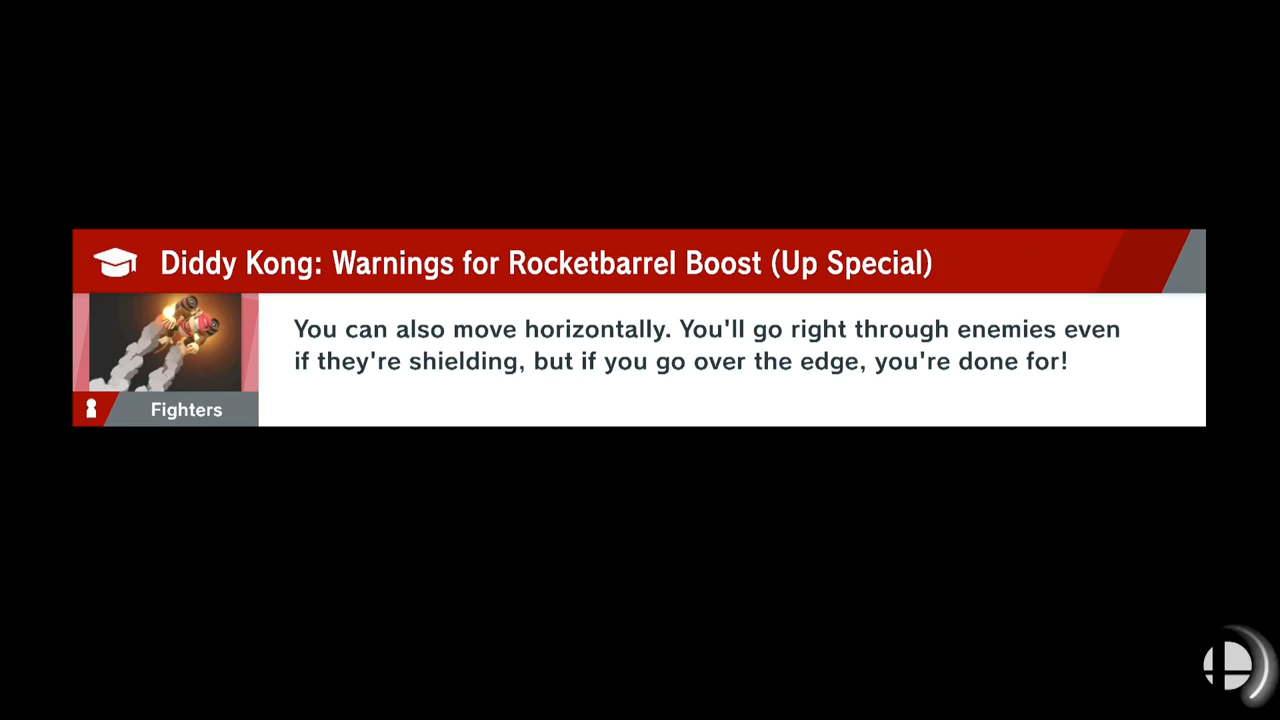 Diddy Kong: Warnings for Rocketbarrel Boost (Up Special)
You can also move horizontally. You'll go right through enemies even
if they're shielding, but if you go over the edge, you're done for!
Fighters